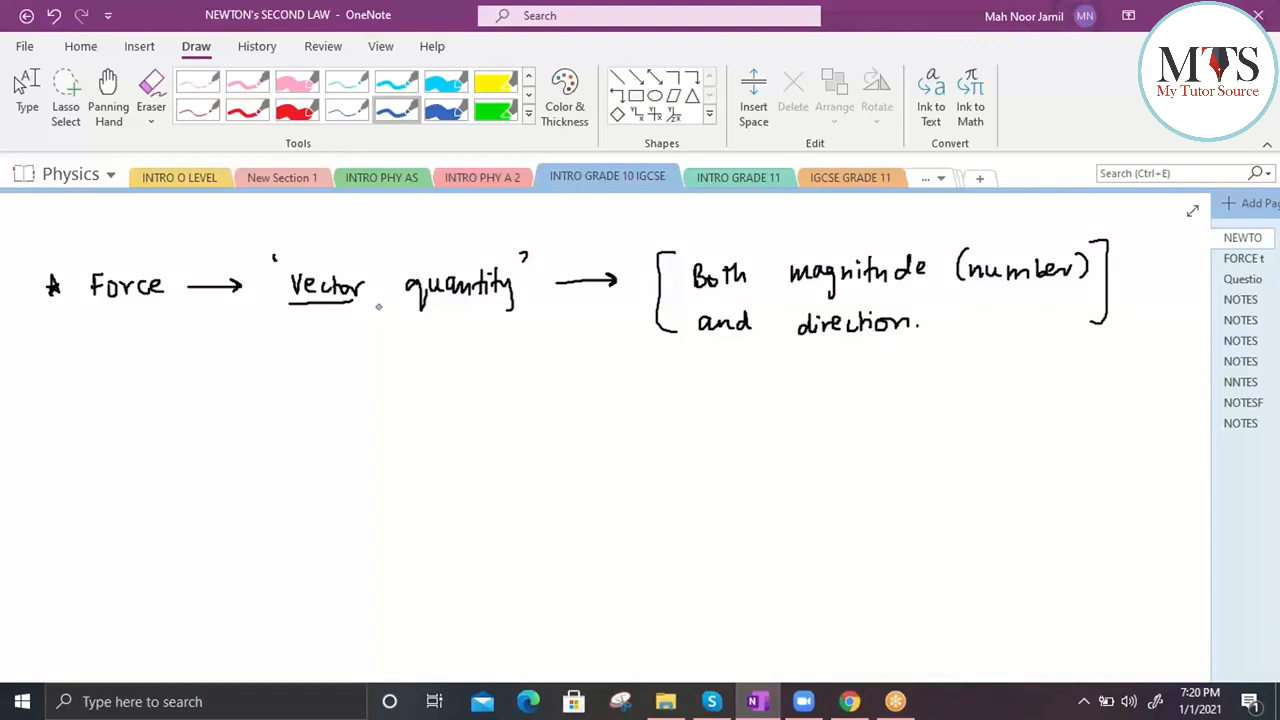 NEWTON's SECOND LAW - OneNote
Search
Mah Noor Jamil
MN
MTS
My Tutor Source
File Home Insert Draw History Review View Help
Type
Lasso Select
Panning Hand
Eraser
Color & Thickness
Insert Space
Delete
Arrange
Rotate
Ink to Text
Ink to Math
Tools
Shapes
Edit
Convert
Physics
INTRO O LEVEL
New Section 1
INTRO PHY AS
INTRO PHY A 2
INTRO GRADE 10 IGCSE
INTRO GRADE 11
IGCSE GRADE 11
...
Search (Ctrl+E)
Add Pag
NEWTO
FORCE t
Questio
NOTES
NOTES
NOTES
NOTES
NNTES
NOTESF
NOTES
★ Force → ‘Vector quantity’ → [Both magnitude (number)
and direction.]
Type here to search
7:20 PM
1/1/2021